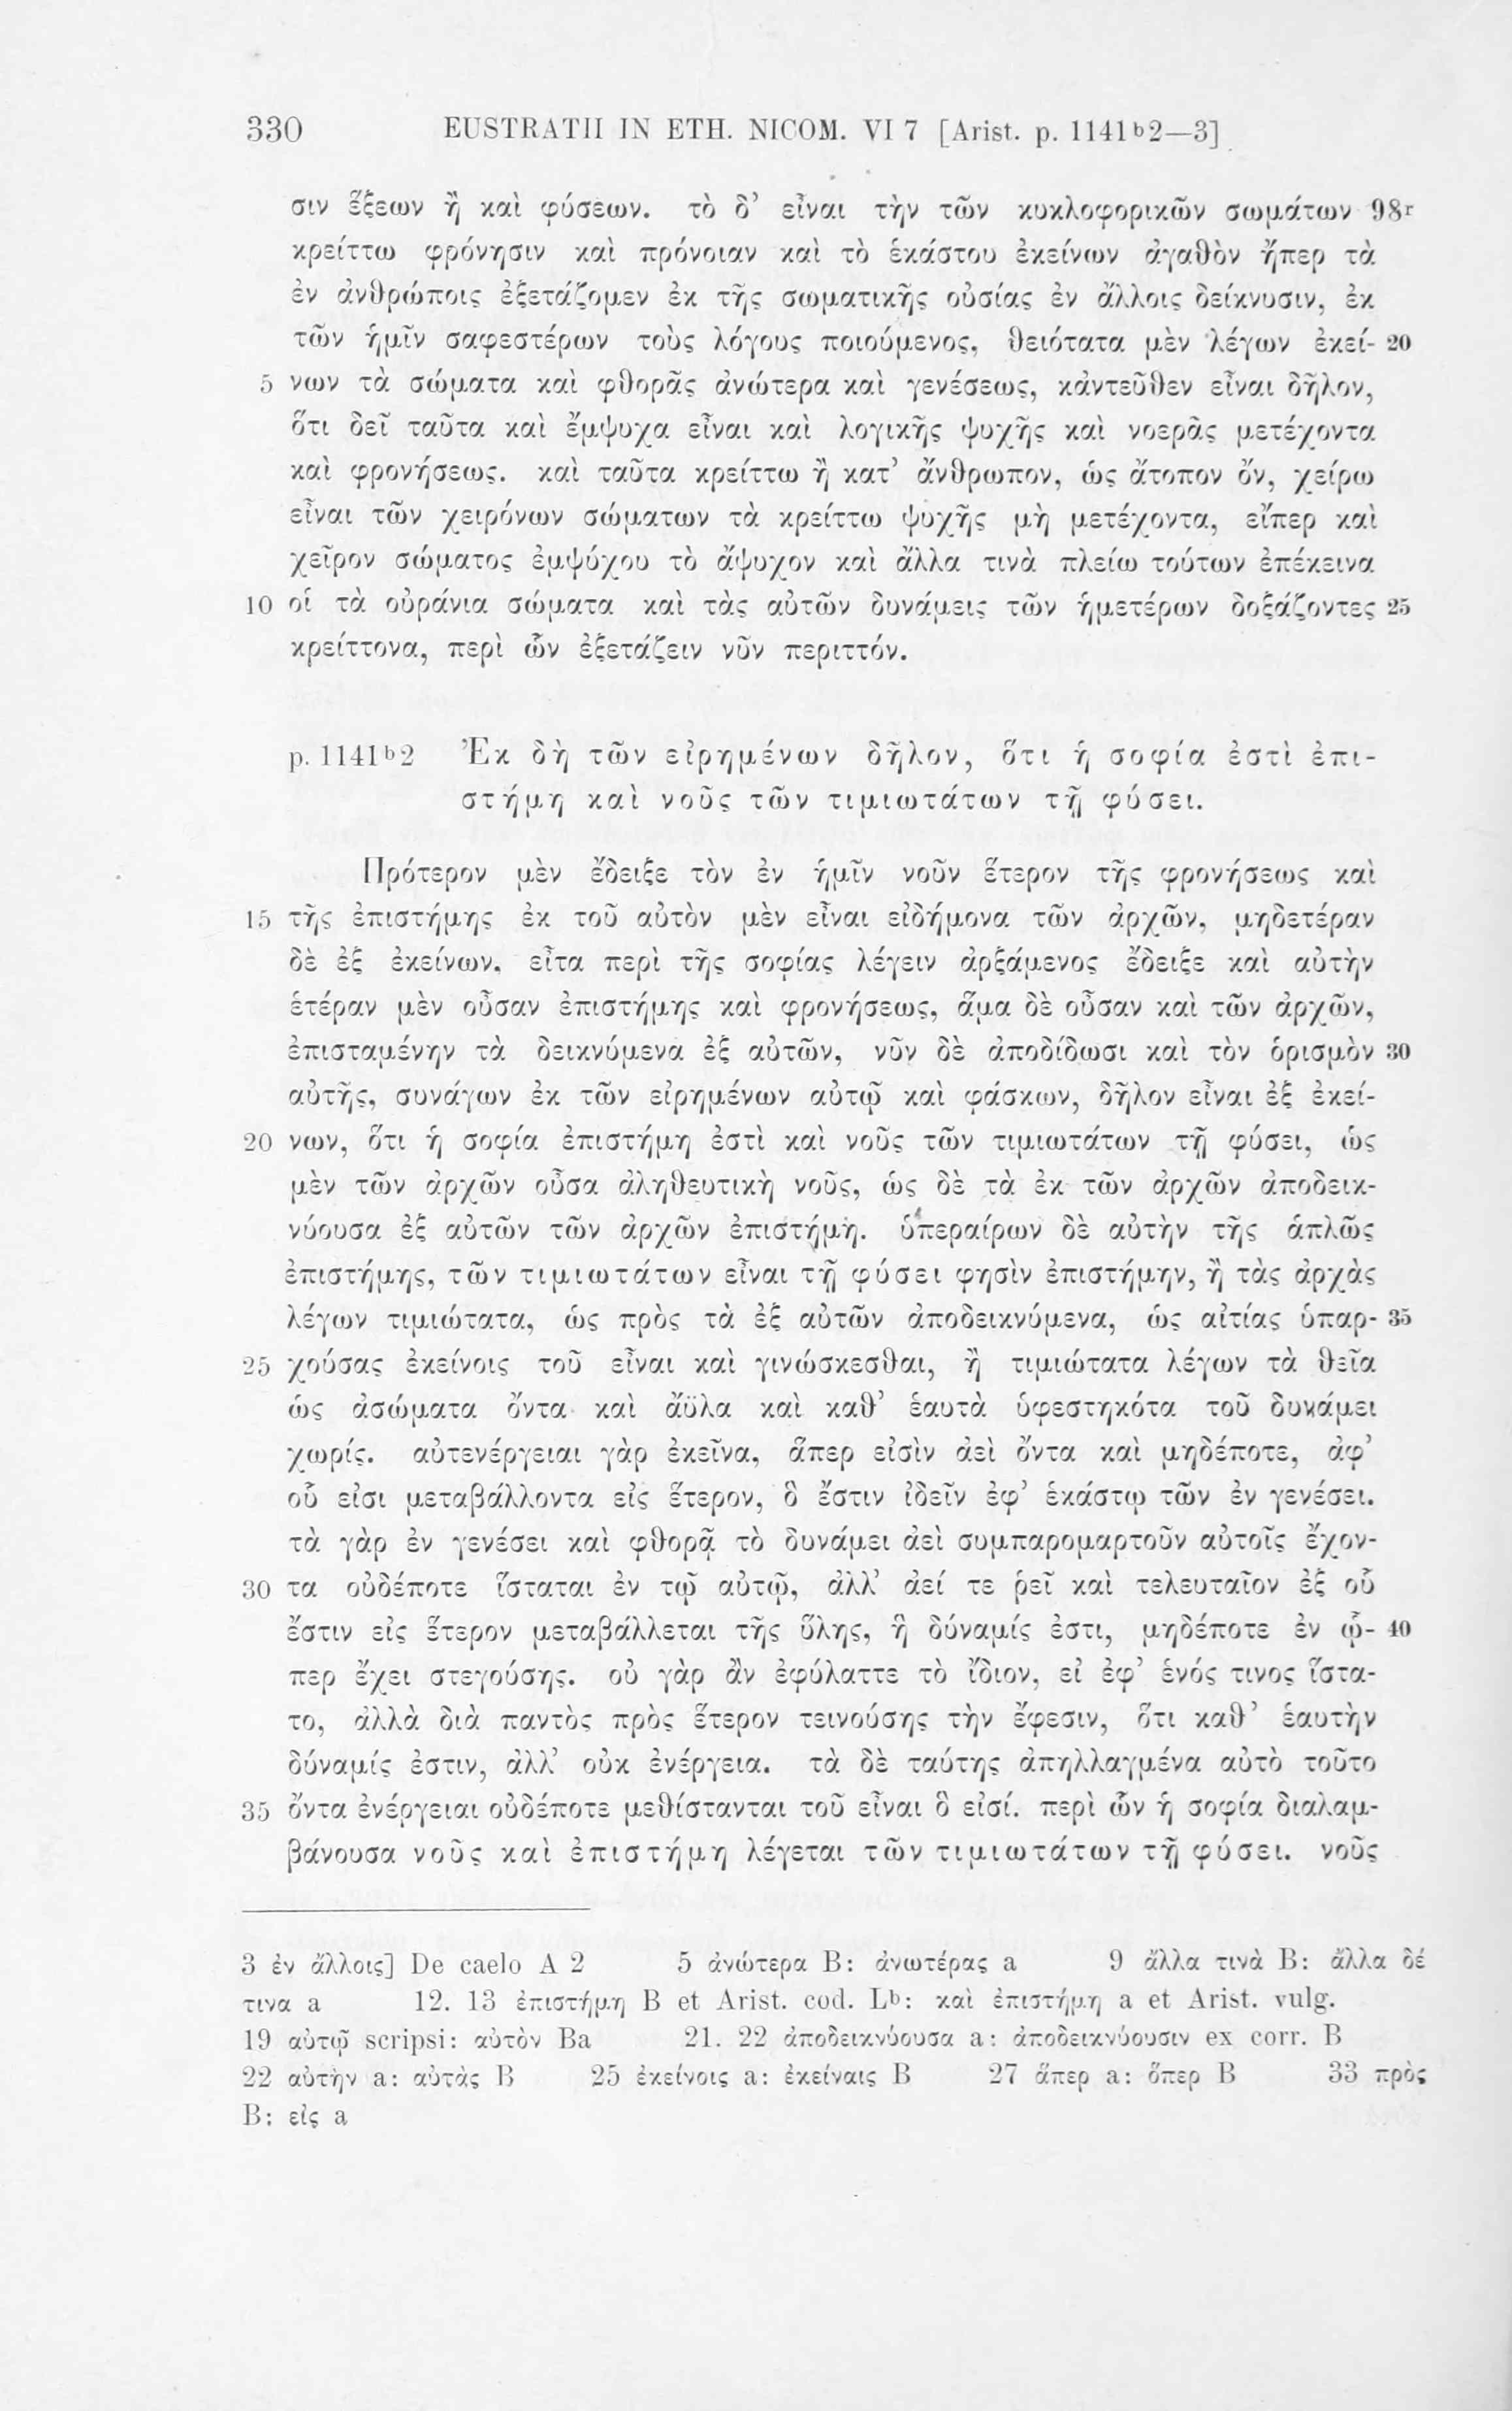 330 EUSTRATII IN ETH. NICOM. VI 7 [Arist. p. 1141ᵇ2—3]
σιν ἕξεων ἢ καὶ φύσεων. τὸ δ’ εἶναι τὴν τῶν κυκλοφορικῶν σωμάτων 98ʳ
κρείττω φρόνησιν καὶ πρόνοιαν καὶ τὸ ἑκάστου ἐκείνων ἀγαθὸν ἤπερ τὰ
ἐν ἀνθρώποις ἐξετάζομεν ἐκ τῆς σωματικῆς οὐσίας ἐν ἄλλοις δείκνυσιν, ἐκ
τῶν ἡμῖν σαφεστέρων τοὺς λόγους ποιούμενος, θειότατα μὲν λέγων ἐκεί- 20
5 νων τὰ σώματα καὶ φθορᾶς ἀνώτερα καὶ γενέσεως, κἀντεῦθεν εἶναι δῆλον,
ὅτι δεῖ ταῦτα καὶ ἔμψυχα εἶναι καὶ λογικῆς ψυχῆς καὶ νοερᾶς μετέχοντα
καὶ φρονήσεως. καὶ ταῦτα κρείττω ἢ κατ’ ἄνθρωπον, ὡς ἄτοπον ὄν, χείρω
εἶναι τῶν χειρόνων σώματων τὰ κρείττω ψυχῆς μὴ μετέχοντα, εἴπερ καὶ
χεῖρον σώματος ἐμψύχου τὸ ἄψυχον καὶ ἄλλα τινὰ πλείω τούτων ἐπέκεινα
10 οἱ τὰ οὐράνια σώματα καὶ τὰς αὐτῶν δυνάμεις τῶν ἡμετέρων δοξάζοντες 25
κρείττονα, περὶ ὧν ἐξετάζειν νῦν περιττόν.
p. 1141ᵇ2 Ἐκ δὴ τῶν εἰρημένων δῆλον, ὅτι ἡ σοφία ἐστὶ ἐπι-
στήμη καὶ νοῦς τῶν τιμιωτάτων τῇ φύσει.
Πρότερον μὲν ἔδειξε τὸν ἐν ἡμῖν νοῦν ἕτερον τῆς φρονήσεως καὶ
15 τῆς ἐπιστήμης ἐκ τοῦ αὐτὸν μὲν εἶναι εἰδήμονα τῶν ἀρχῶν, μηδετέραν
δὲ ἐξ ἐκείνων, εἶτα περὶ τῆς σοφίας λέγειν ἀρξάμενος ἔδειξε καὶ αὐτὴν
ἑτέραν μὲν οὖσαν ἐπιστήμης καὶ φρονήσεως, ἅμα δὲ οὖσαν καὶ τῶν ἀρχῶν,
ἐπισταμένην τὰ δεικνύμενα ἐξ αὐτῶν, νῦν δὲ ἀποδίδωσι καὶ τὸν ὁρισμὸν 30
αὐτῆς, συνάγων ἐκ τῶν εἰρημένων αὐτῷ καὶ φάσκων, δῆλον εἶναι ἐξ ἐκεί-
20 νων, ὅτι ἡ σοφία ἐπιστήμη ἐστὶ καὶ νοῦς τῶν τιμιωτάτων τῇ φύσει, ὡς
μὲν τῶν ἀρχῶν οὖσα ἀληθευτικὴ νοῦς, ὡς δὲ τὰ ἐκ τῶν ἀρχῶν ἀποδεικ-
νύουσα ἐξ αὐτῶν τῶν ἀρχῶν ἐπιστήμη. ὑπεραίρων δὲ αὐτὴν τῆς ἁπλῶς
ἐπιστήμης, τῶν τιμιωτάτων εἶναι τῇ φύσει φησὶν ἐπιστήμην, ἢ τὰς ἀρχὰς
λέγων τιμιώτατα, ὡς πρὸς τὰ ἐξ αὐτῶν ἀποδεικνύμενα, ὡς αἰτίας ὑπαρ- 35
25 χούσας ἐκείνοις τοῦ εἶναι καὶ γινώσκεσθαι, ἢ τιμιώτατα λέγων τὰ θεῖα
ὡς ἀσώματα ὄντα καὶ ἄϋλα καὶ καθ’ ἑαυτὰ ὑφεστηκότα τοῦ δυνάμει
χωρίς. αὐτενέργειαι γὰρ ἐκεῖνα, ἅπερ εἰσὶν ἀεὶ ὄντα καὶ μηδέποτε, ἀφ’
οὗ εἰσι μεταβάλλοντα εἰς ἕτερον, ὃ ἔστιν ἰδεῖν ἐφ’ ἑκάστῳ τῶν ἐν γενέσει.
τὰ γὰρ ἐν γενέσει καὶ φθορᾷ τὸ δυνάμει ἀεὶ συμπαρομαρτοῦν αὐτοῖς ἔχον-
30 τα οὐδέποτε ἵσταται ἐν τῷ αὐτῷ, ἀλλ’ ἀεί τε ῥεῖ καὶ τελευταῖον ἐξ οὗ
ἔστιν εἰς ἕτερον μεταβάλλεται τῆς ὕλης, ἣ δύναμίς ἐστι, μηδέποτε ἐν ᾧ- 40
περ ἔχει στεγούσης. οὐ γὰρ ἂν ἐφύλαττε τὸ ἴδιον, εἰ ἐφ’ ἑνός τινος ἵστα-
το, ἀλλὰ διὰ παντὸς πρὸς ἕτερον τεινούσης τὴν ἔφεσιν, ὅτι καθ’ ἑαυτὴν
δύναμίς ἐστιν, ἀλλ’ οὐκ ἐνέργεια. τὰ δὲ ταύτης ἀπηλλαγμένα αὐτὸ τοῦτο
35 ὄντα ἐνέργειαι οὐδέποτε μεθίστανται τοῦ εἶναι ὅ εἰσί. περὶ ὧν ἡ σοφία διαλαμ-
βάνουσα νοῦς καὶ ἐπιστήμη λέγεται τῶν τιμιωτάτων τῇ φύσει. νοῦς
3 ἐν ἄλλοις] De caelo A 2 5 ἀνώτερα B: ἀνωτέρας a 9 ἄλλα τινὰ B: ἄλλα δέ
τινα a 12. 13 ἐπιστήμη B et Arist. cod. Lᵇ: καὶ ἐπιστήμη a et Arist. vulg.
19 αὐτῷ scripsi: αὐτὸν Ba 21. 22 ἀποδεικνύουσα a: ἀποδεικνύουσιν ex corr. B
22 αὐτὴν a: αὐτὰς B 25 ἐκείνοις a: ἐκείναις B 27 ἅπερ a: ὅπερ B 33 πρὸς
B: εἰς a